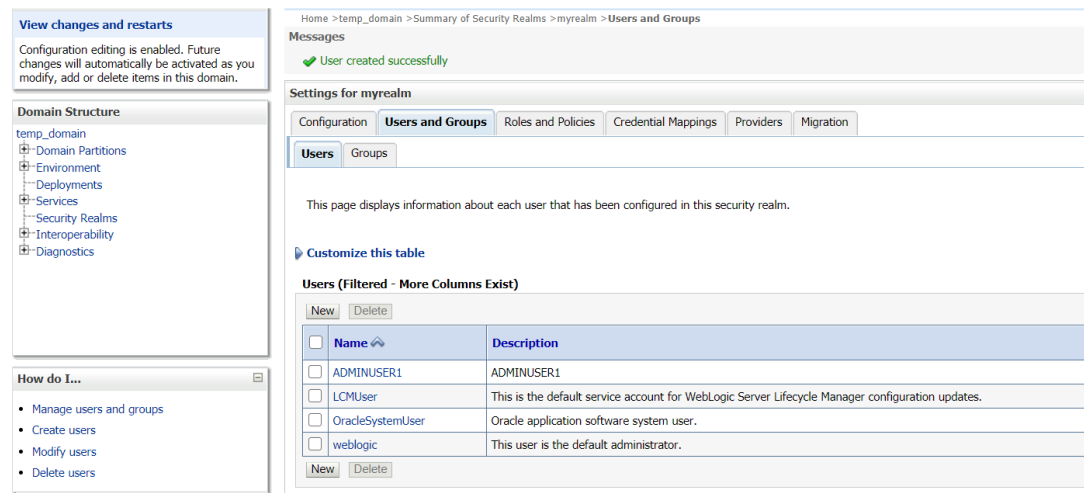 View changes and restarts
Configuration editing is enabled. Future
changes will automatically be activated as you
modify, add or delete items in this domain.
Domain Structure
temp_domain
Domain Partitions
Environment
Deployments
Services
Security Realms
Interoperability
Diagnostics
How do I...
Manage users and groups
Create users
Modify users
Delete users
Home >temp_domain >Summary of Security Realms >myrealm >Users and Groups
Messages
User created successfully
Settings for myrealm
Configuration Users and Groups Roles and Policies Credential Mappings Providers Migration
Users Groups
This page displays information about each user that has been configured in this security realm.
Customize this table
Users (Filtered - More Columns Exist)
New Delete
Name Description
ADMINUSER1 ADMINUSER1
LCMUser This is the default service account for WebLogic Server Lifecycle Manager configuration updates.
OracleSystemUser Oracle application software system user.
weblogic This user is the default administrator.
New Delete